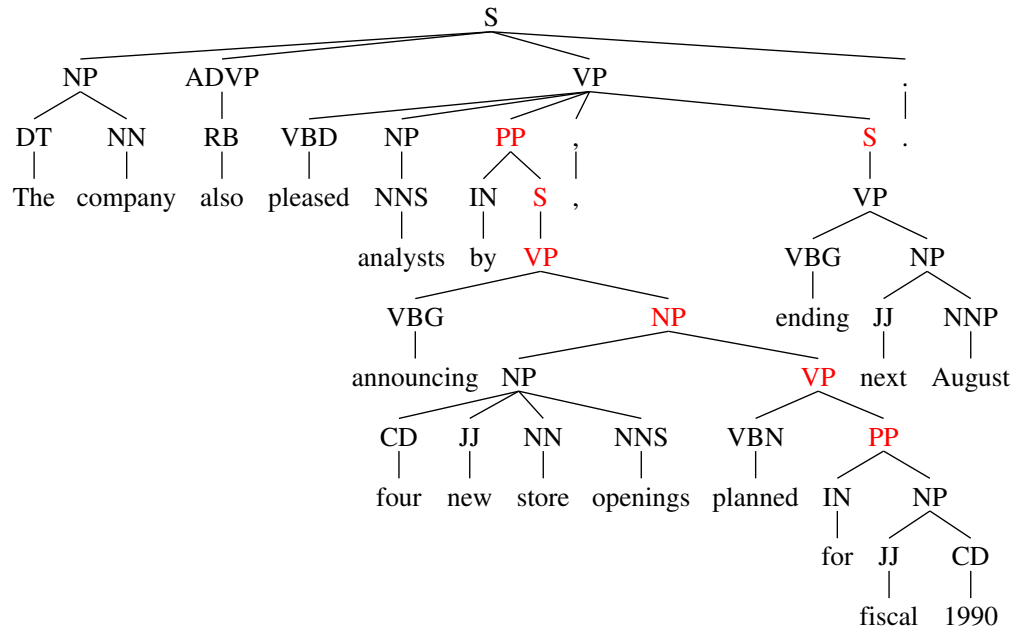 S
NP ADVP VP .
DT NN RB VBD NP PP , S .
The company also pleased NNS IN S , VP
analysts by VP VBG NP
VBG NP ending JJ NNP
announcing NP VP next August
CD JJ NN NNS VBN PP
four new store openings planned IN NP
for JJ CD
fiscal 1990